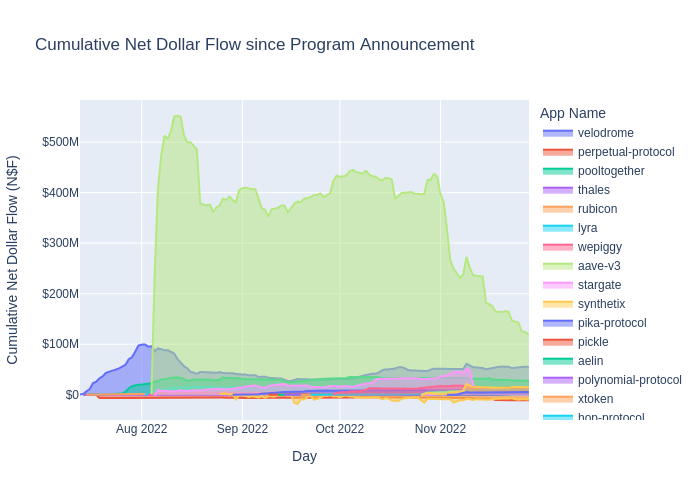 Cumulative Net Dollar Flow since Program Announcement
App Name
velodrome
perpetual-protocol
pooltogether
thales
rubicon
lyra
wepiggy
aave-v3
stargate
synthetix
pika-protocol
pickle
aelin
polynomial-protocol
xtoken
hop-protocol
Cumulative Net Dollar Flow (N$F)
$500M
$400M
$300M
$200M
$100M
$0
Aug 2022
Sep 2022
Oct 2022
Nov 2022
Day